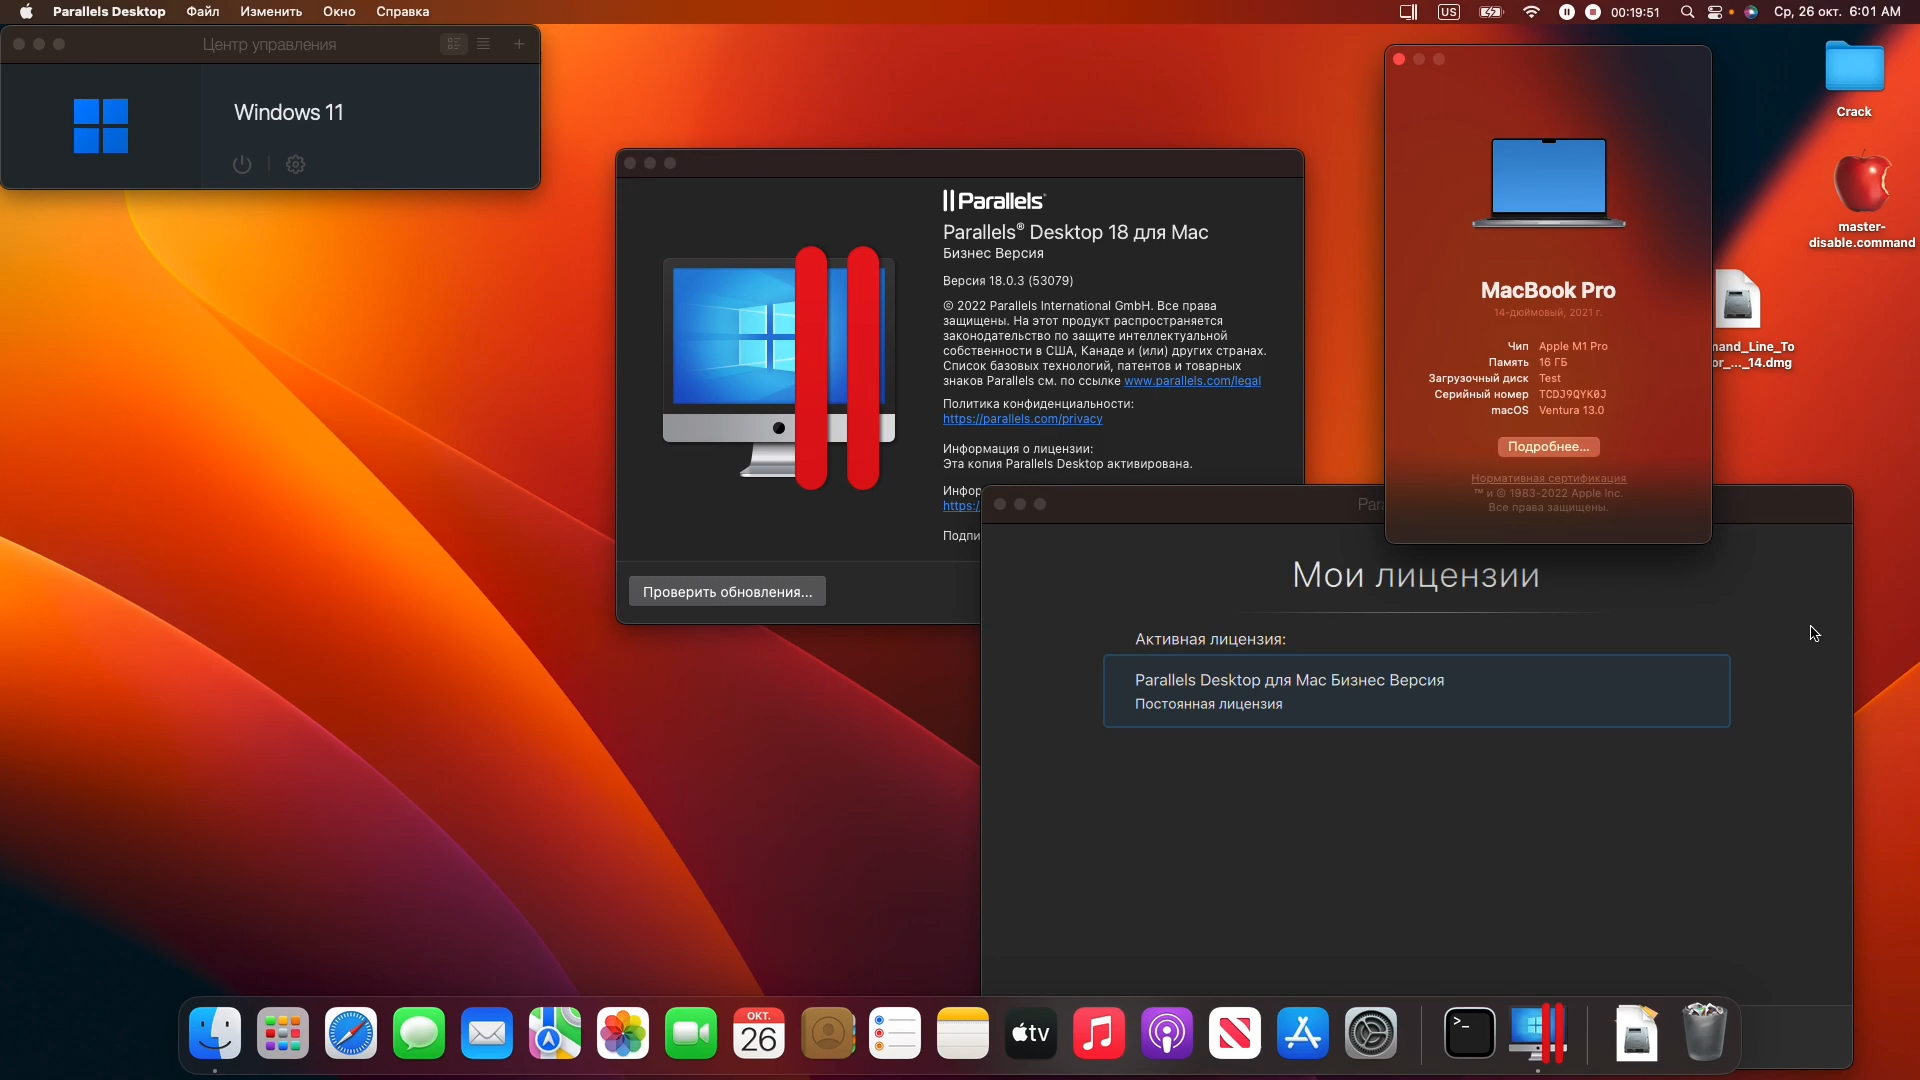 Parallels Desktop Файл Изменить Окно Справка
US 00:19:51 Ср, 26 окт. 6:01 AM
Центр управления
Windows 11
Parallels
Parallels® Desktop 18 для Mac
Бизнес Версия
Версия 18.0.3 (53079)
© 2022 Parallels International GmbH. Все права
защищены. На этот продукт распространяется
законодательство по защите интеллектуальной
собственности в США, Канаде и (или) других странах.
Список базовых технологий, патентов и товарных
знаков Parallels см. по ссылке www.parallels.com/legal
Политика конфиденциальности:
https://parallels.com/privacy
Информация о лицензии:
Эта копия Parallels Desktop активирована.
Инфор
https:/
Подпи
Проверить обновления...
MacBook Pro
14-дюймовый, 2021 г.
Чип Apple M1 Pro
Память 16 ГБ
Загрузочный диск Test
Серийный номер TCDJ9QYK0J
macOS Ventura 13.0
Подробнее...
Нормативная сертификация
™ и © 1983-2022 Apple Inc.
Все права защищены.
Crack
master-
disable.command
mand_Line_To
or_..._14.dmg
Para
Мои лицензии
Активная лицензия:
Parallels Desktop для Mac Бизнес Версия
Постоянная лицензия
ОКТ.
26
tv